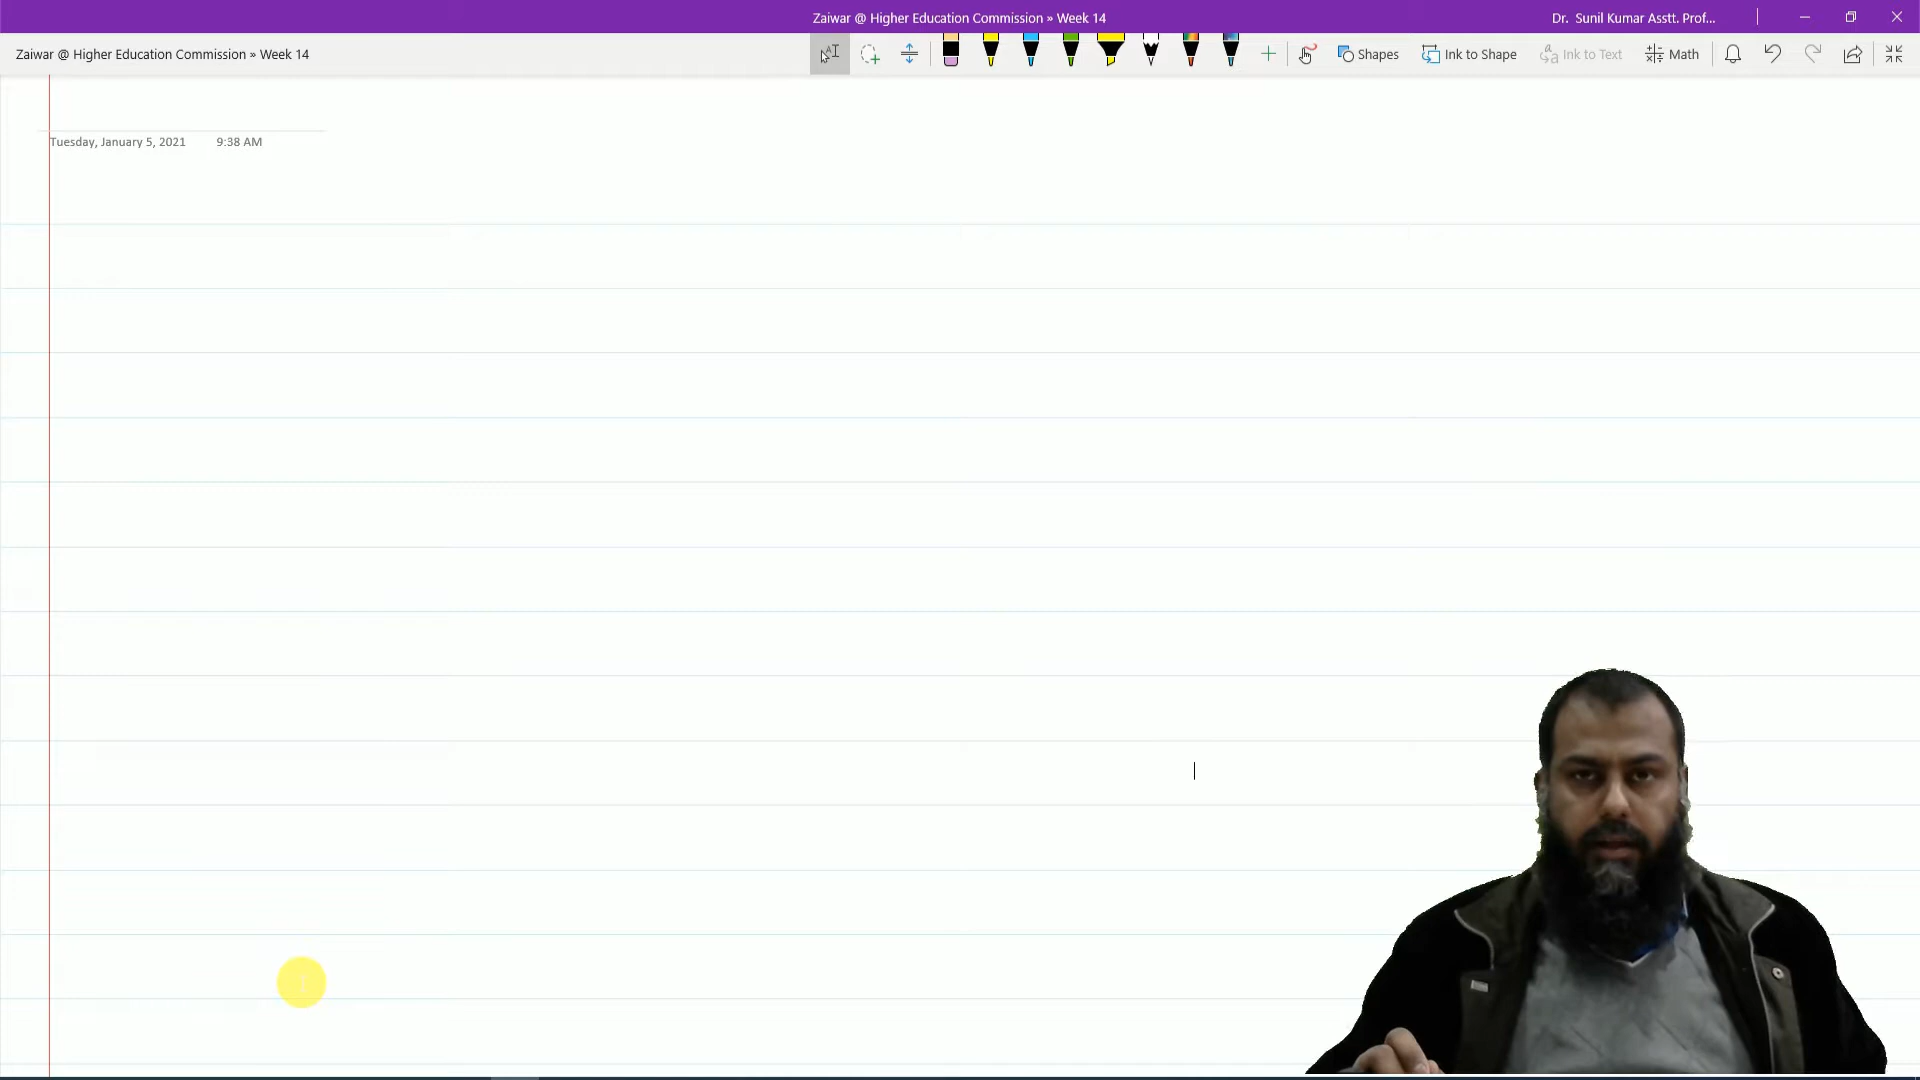 Zaiwar @ Higher Education Commission » Week 14
Dr. Sunil Kumar Asstt. Prof...
Zaiwar @ Higher Education Commission » Week 14
Shapes
Ink to Shape
Ink to Text
Math
Tuesday, January 5, 2021 9:38 AM